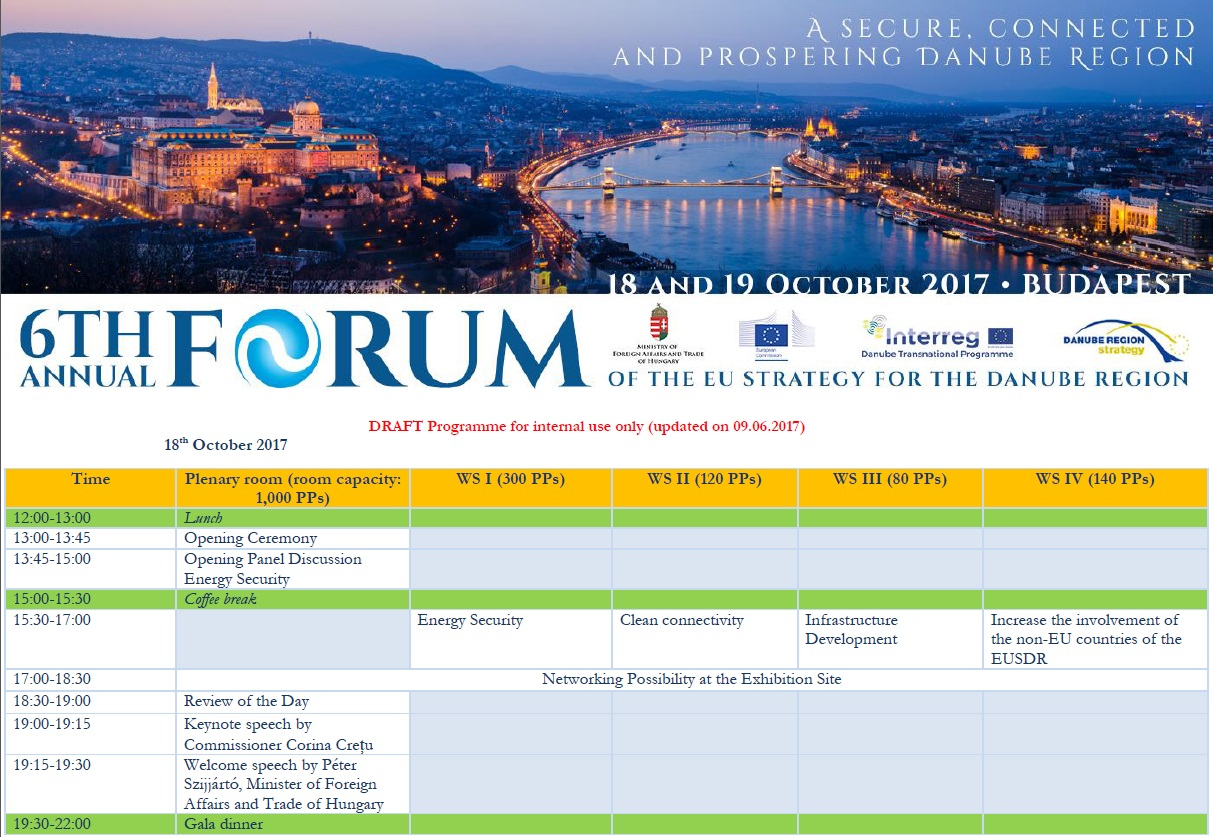 A SECURE, CONNECTED
AND PROSPERING DANUBE REGION
18 AND 19 OCTOBER 2017 • BUDAPEST
6TH
ANNUAL
FORUM
MINISTRY OF
FOREIGN AFFAIRS AND TRADE
OF HUNGARY
European
Commission
Interreg
Danube Transnational Programme
DANUBE REGION
strategy
OF THE EU STRATEGY FOR THE DANUBE REGION
DRAFT Programme for internal use only (updated on 09.06.2017)
18th October 2017
Time
Plenary room (room capacity:
1,000 PPs)
WS I (300 PPs)
WS II (120 PPs)
WS III (80 PPs)
WS IV (140 PPs)
12:00-13:00
Lunch
13:00-13:45
Opening Ceremony
13:45-15:00
Opening Panel Discussion
Energy Security
15:00-15:30
Coffee break
15:30-17:00
Energy Security
Clean connectivity
Infrastructure
Development
Increase the involvement of
the non-EU countries of the
EUSDR
17:00-18:30
Networking Possibility at the Exhibition Site
18:30-19:00
Review of the Day
19:00-19:15
Keynote speech by
Commissioner Corina Crețu
19:15-19:30
Welcome speech by Péter
Szijjártó, Minister of Foreign
Affairs and Trade of Hungary
19:30-22:00
Gala dinner